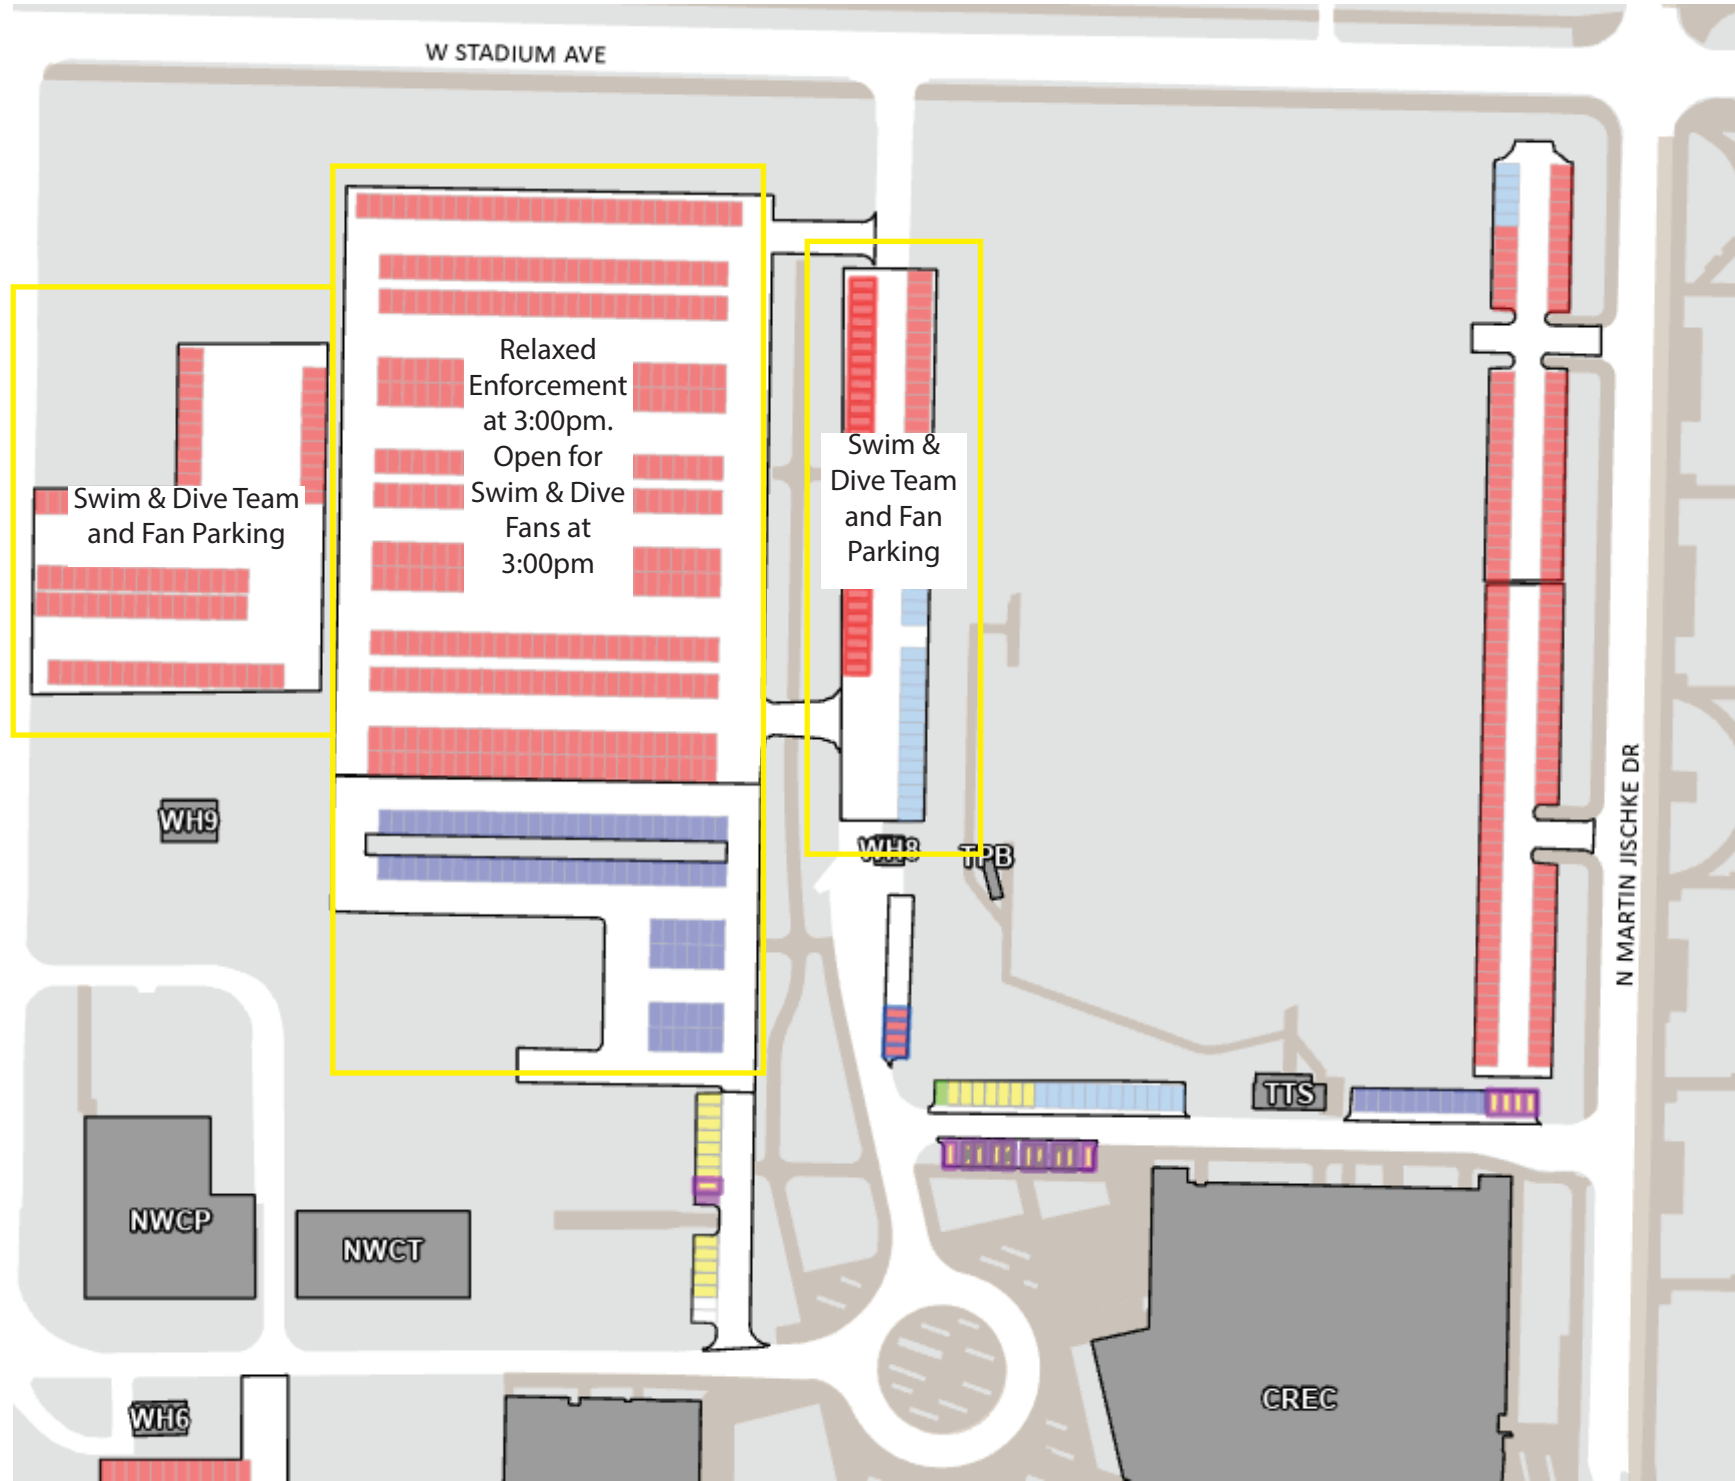 W STADIUM AVE
Relaxed
Enforcement
at 3:00pm.
Open for
Swim & Dive
Fans at
3:00pm
Swim &
Dive Team
and Fan
Parking
Swim & Dive Team
and Fan Parking
N MARTIN JISCHKE DR
WH9
WH8
TPB
TTS
NWCP
NWCT
CREC
WH6